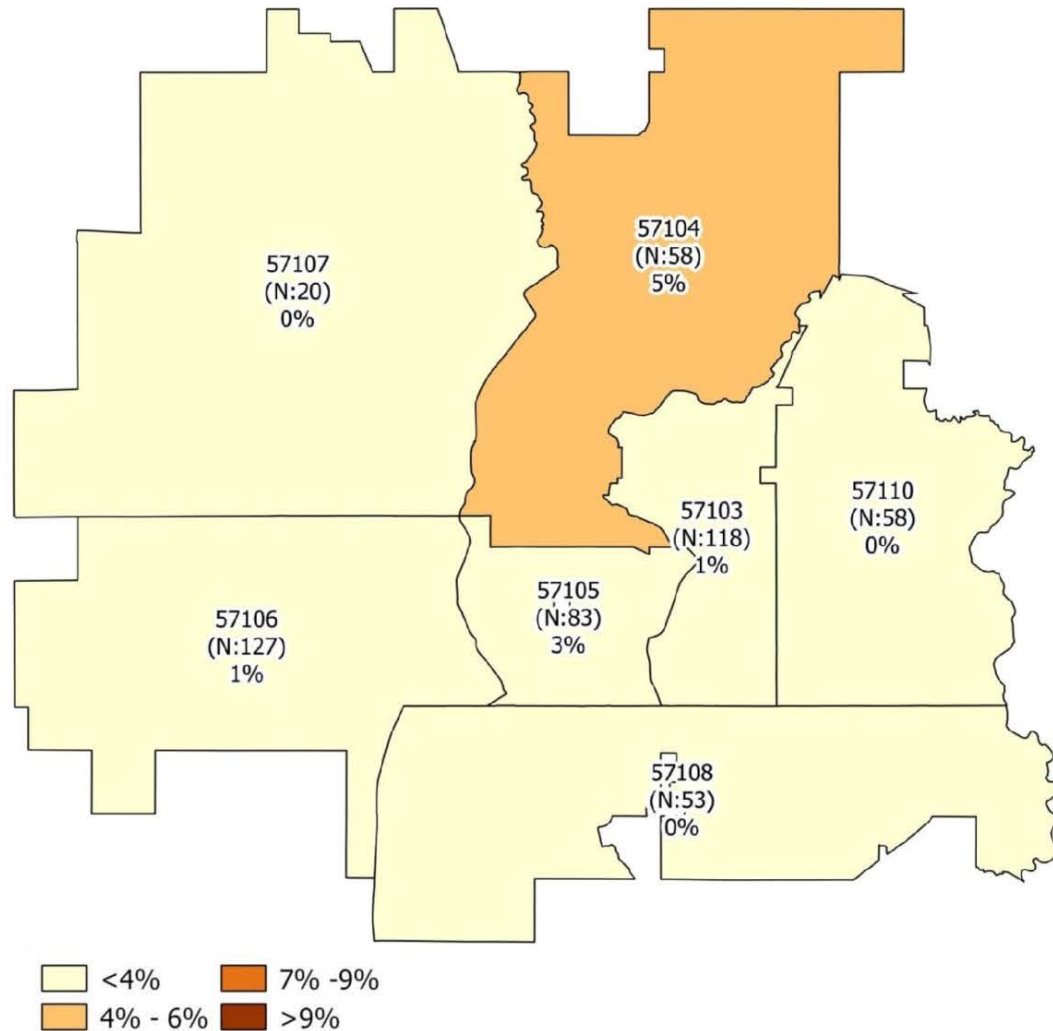 57104
(N:58)
5%
57107
(N:20)
0%
57103
(N:118)
1%
57110
(N:58)
0%
57105
(N:83)
3%
57106
(N:127)
1%
57108
(N:53)
0%
<4%
7% -9%
4% - 6%
>9%